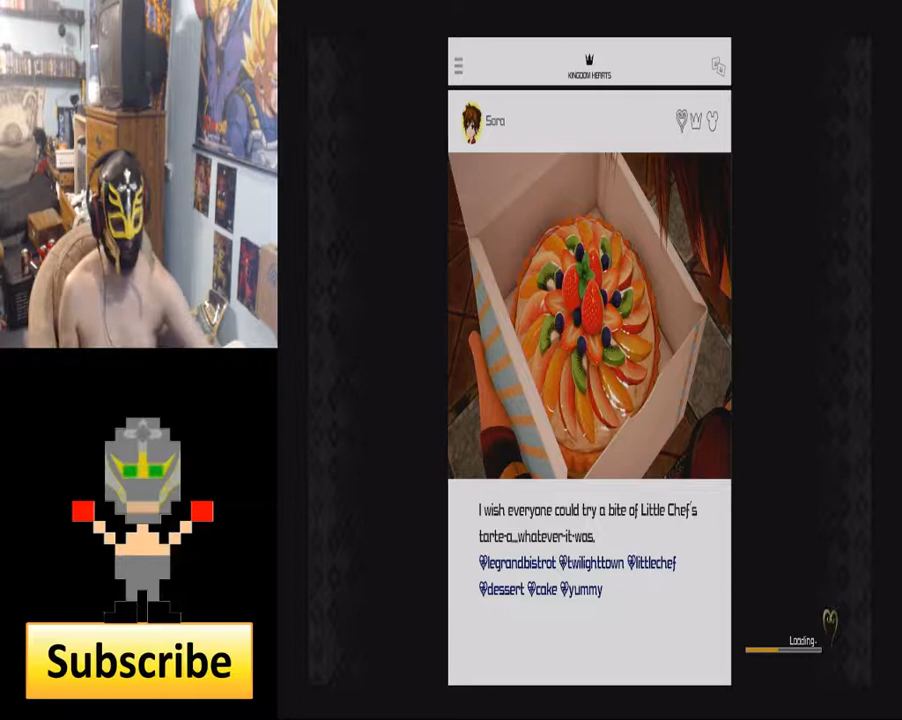 KINGDOM HEARTS
Sora
I wish everyone could try a bite of Little Chef's
tarte-a...whatever-it-was.
legrandbistrot twilighttown littlechef
dessert cake yummy
Loading.
Subscribe